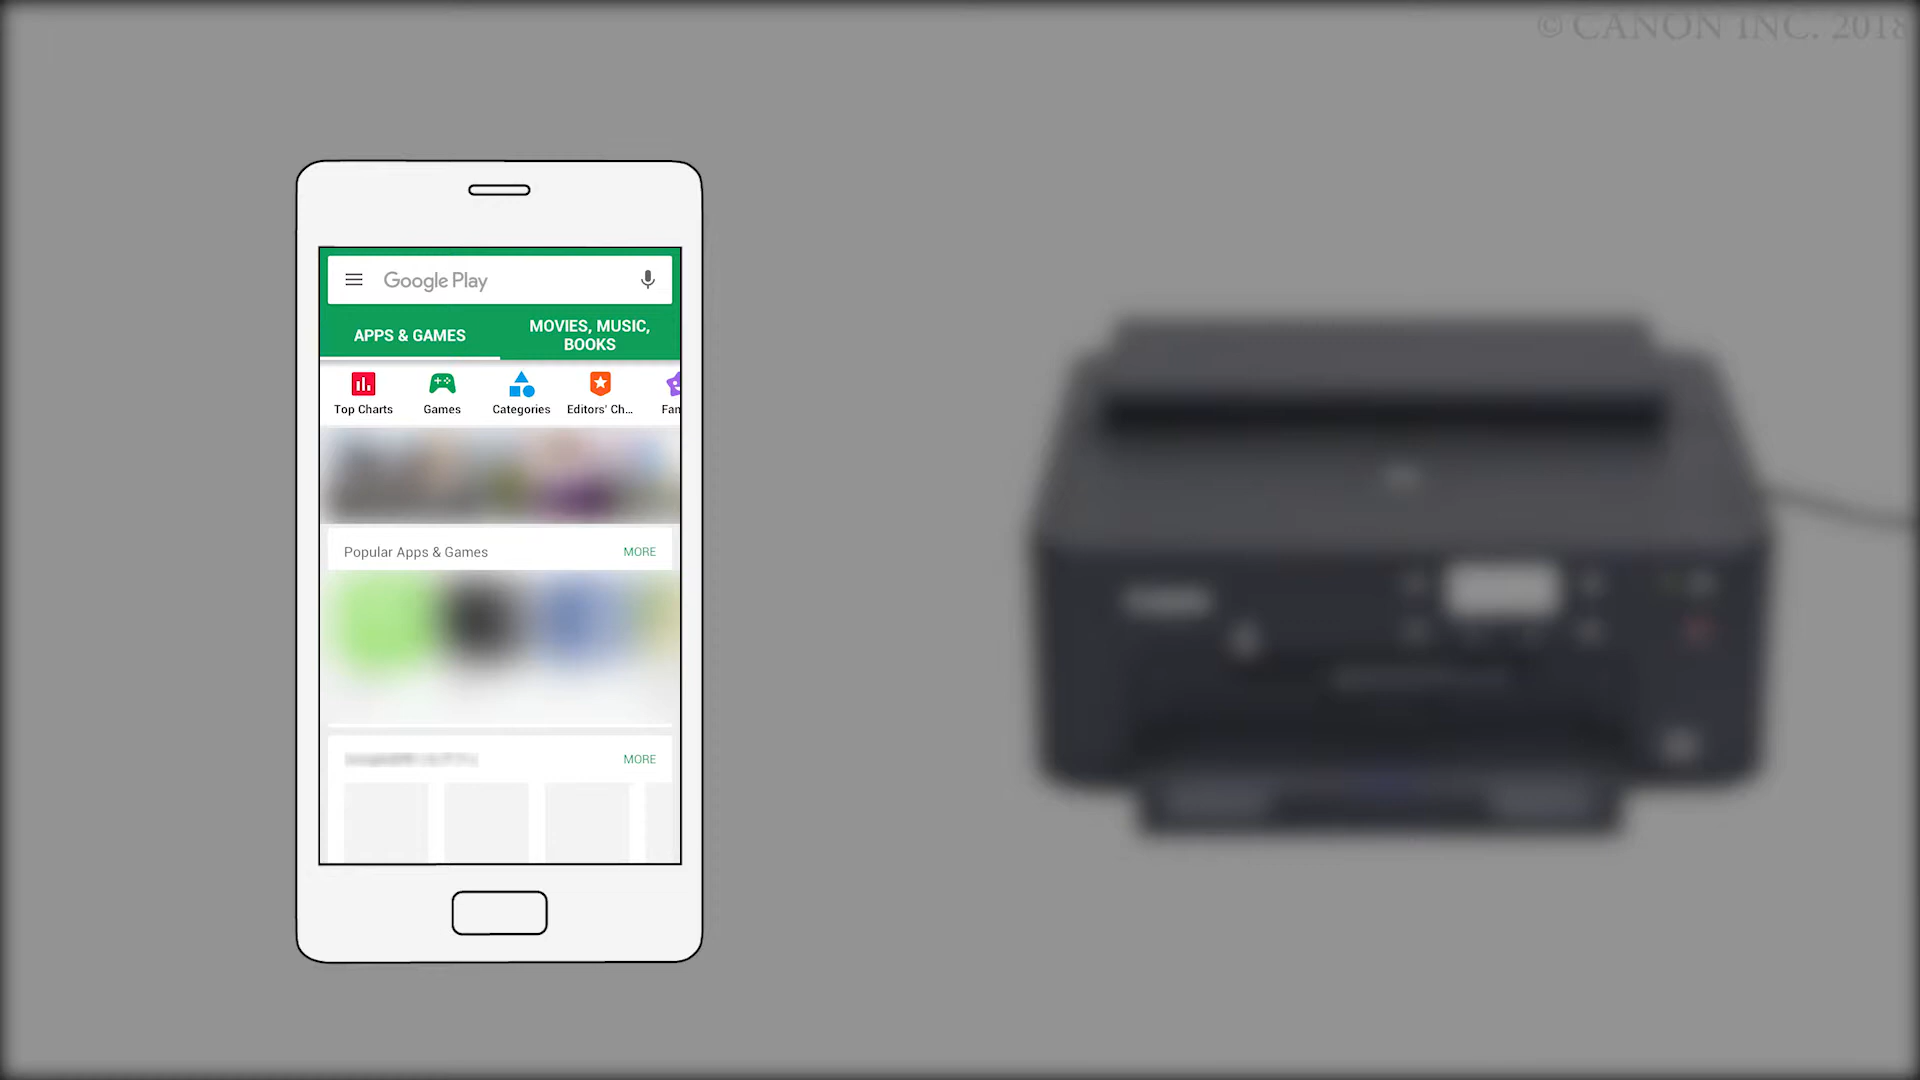 © CANON INC. 2018
Google Play
APPS & GAMES
MOVIES, MUSIC,
BOOKS
Top Charts
Games
Categories
Editors' Ch...
Fan
Popular Apps & Games
MORE
MORE